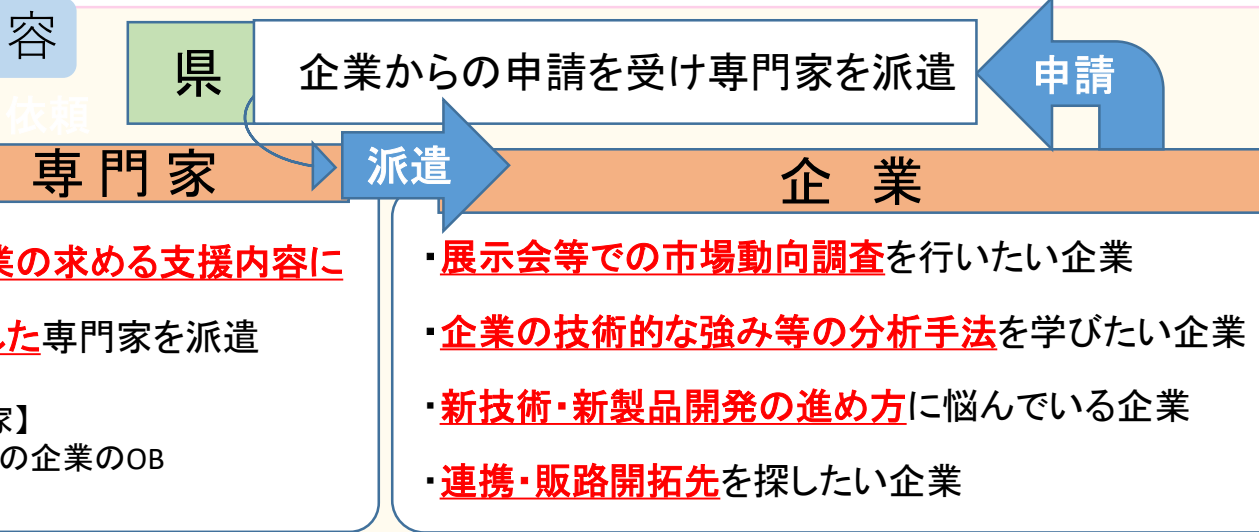 容
県
企業からの申請を受け専門家を派遣
申請
依頼
専門家
派遣
企 業
業の求める支援内容に
した専門家を派遣
家】
の企業のOB
・展示会等での市場動向調査を行いたい企業
・企業の技術的な強み等の分析手法を学びたい企業
・新技術・新製品開発の進め方に悩んでいる企業
・連携・販路開拓先を探したい企業